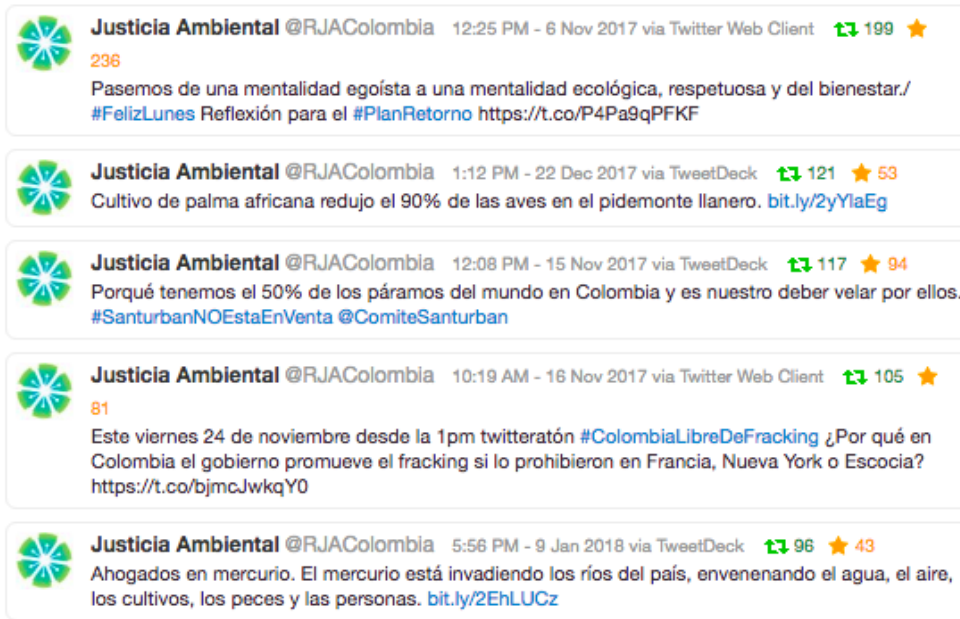 Justicia Ambiental @RJAColombia 12:25 PM - 6 Nov 2017 via Twitter Web Client 199
236
Pasemos de una mentalidad egoísta a una mentalidad ecológica, respetuosa y del bienestar./
#FelizLunes Reflexión para el #PlanRetorno https://t.co/P4Pa9qPFKF
Justicia Ambiental @RJAColombia 1:12 PM - 22 Dec 2017 via TweetDeck 121 53
Cultivo de palma africana redujo el 90% de las aves en el pidemonte llanero. bit.ly/2yYlaEg
Justicia Ambiental @RJAColombia 12:08 PM - 15 Nov 2017 via TweetDeck 117 94
Porqué tenemos el 50% de los páramos del mundo en Colombia y es nuestro deber velar por ellos.
#SanturbanNOEstaEnVenta @ComiteSanturban
Justicia Ambiental @RJAColombia 10:19 AM - 16 Nov 2017 via Twitter Web Client 105
81
Este viernes 24 de noviembre desde la 1pm twitteratón #ColombiaLibreDeFracking ¿Por qué en
Colombia el gobierno promueve el fracking si lo prohibieron en Francia, Nueva York o Escocia?
https://t.co/bjmcJwkqY0
Justicia Ambiental @RJAColombia 5:56 PM - 9 Jan 2018 via TweetDeck 96 43
Ahogados en mercurio. El mercurio está invadiendo los ríos del país, envenenando el agua, el aire,
los cultivos, los peces y las personas. bit.ly/2EhLUCz